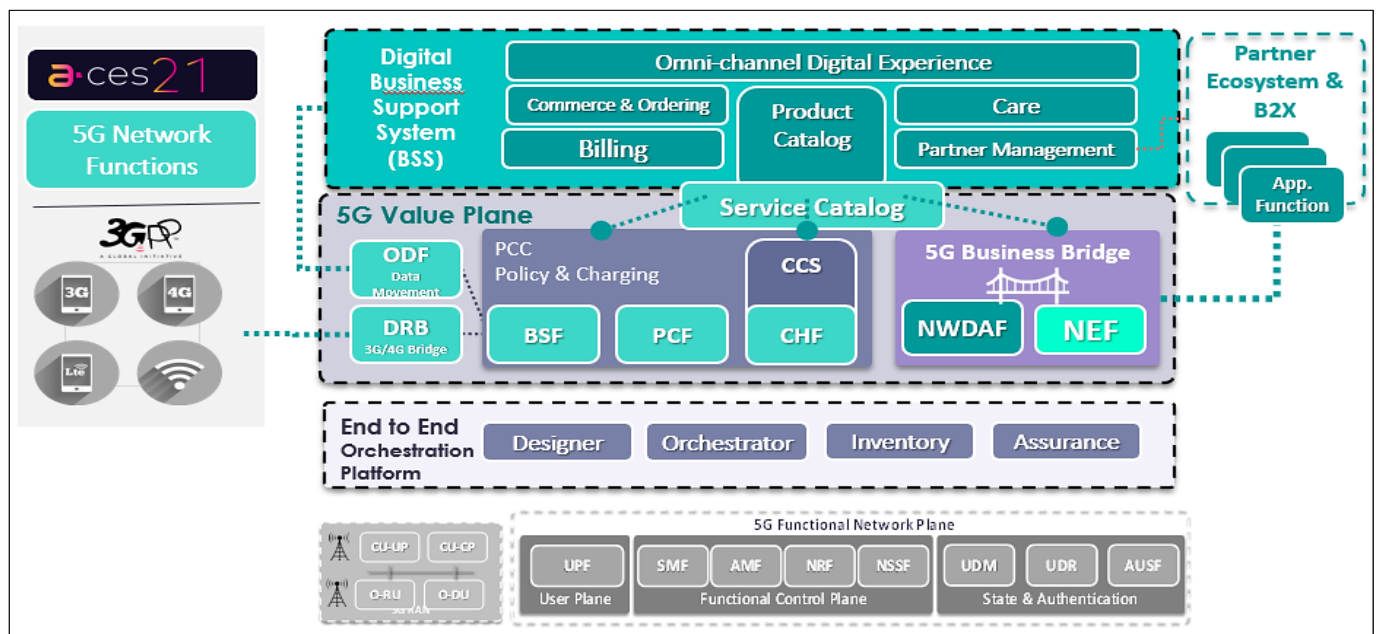 a·ces21
5G Network
Functions
3GPP
A GLOBAL INITIATIVE
3G
4G
Lte
Digital
Business
Support
System
(BSS)
Omni-channel Digital Experience
Commerce & Ordering
Billing
Product
Catalog
Care
Partner Management
Partner
Ecosystem &
B2X
App.
Function
5G Value Plane
Service Catalog
ODF
Data
Movement
DRB
3G/4G Bridge
PCC
Policy & Charging
BSF
PCF
CCS
CHF
5G Business Bridge
NWDAF
NEF
End to End
Orchestration
Platform
Designer
Orchestrator
Inventory
Assurance
CU-UP
CU-CP
O-RU
O-DU
RAN
5G Functional Network Plane
UPF
User Plane
SMF
AMF
NRF
NSSF
Functional Control Plane
UDM
UDR
AUSF
State & Authentication